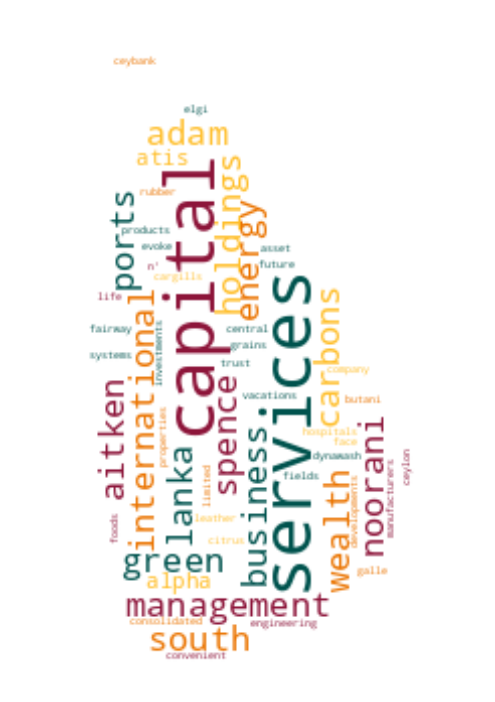 ceybank
elgi
adam
atis
capital
holdings
rubber
ports
energy
products
evoke
asset
n'
future
cargills
services
life
international
carbons
fairway
investments
central
grains
systems
trust
company
aitken
spence
vacations
butani
properties
business
hospitals
face
noorani
lanka
dynawash
ceylon
manufacturers
limited
fields
wealth
developments
foods
leather
citrus
green
alpha
galle
management
consolidated
engineering
south
convenient